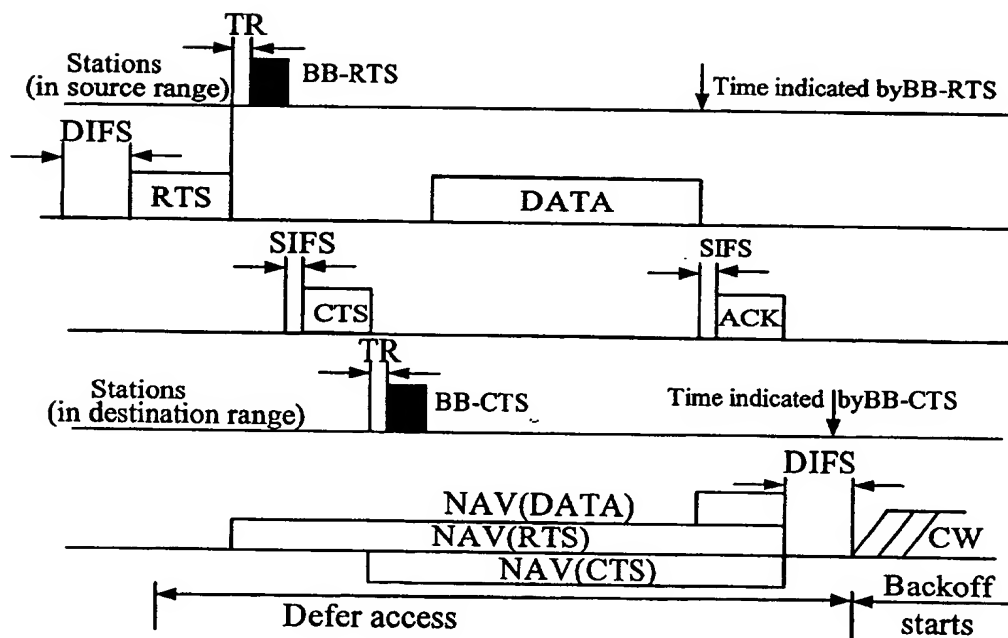 TR
Stations
(in source range)
BB-RTS
Time indicated byBB-RTS
DIFS
RTS
DATA
SIFS
SIFS
CTS
ACK
TR
Stations
(in destination range)
BB-CTS
Time indicated byBB-CTS
DIFS
NAV(DATA)
NAV(RTS)
CW
NAV(CTS)
Defer access
Backoff
starts